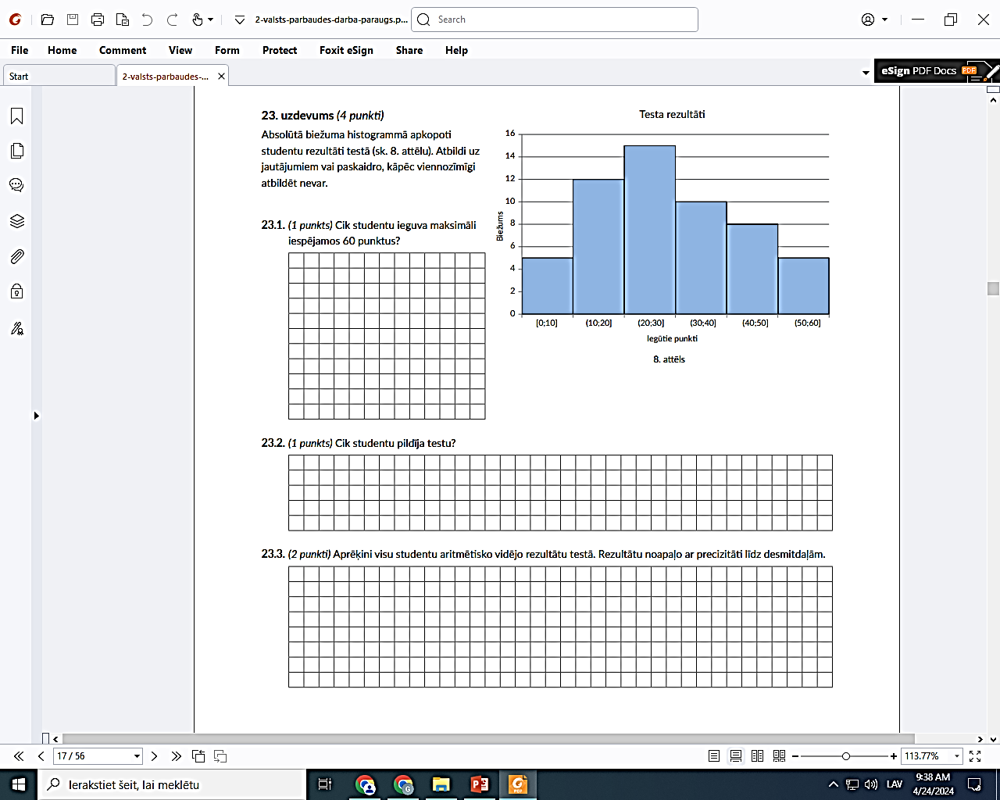 2-valsts-parbaudes-darba-paraugs.p...
Search
File Home Comment View Form Protect Foxit eSign Share Help
Start
2-valsts-parbaudes-...
eSign PDF Docs
PDF
23. uzdevums (4 punkti)
Absolūtā biežuma histogrammā apkopoti
studentu rezultāti testā (sk. 8. attēlu). Atbildi uz
jautājumiem vai paskaidro, kāpēc viennozīmīgi
atbildēt nevar.
23.1. (1 punkts) Cik studentu ieguva maksimāli
iespējamos 60 punktus?
Testa rezultāti
16
14
12
10
8
6
4
2
0
Biežums
[0;10] (10;20] (20;30] (30;40] (40;50] (50;60]
Iegūtie punkti
8. attēls
23.2. (1 punkts) Cik studentu pildīja testu?
23.3. (2 punkti) Aprēķini visu studentu aritmētisko vidējo rezultātu testā. Rezultātu noapaļo ar precizitāti līdz desmitdaļām.
17 / 56
113.77%
Ierakstiet šeit, lai meklētu
LAV
9:38 AM
4/24/2024